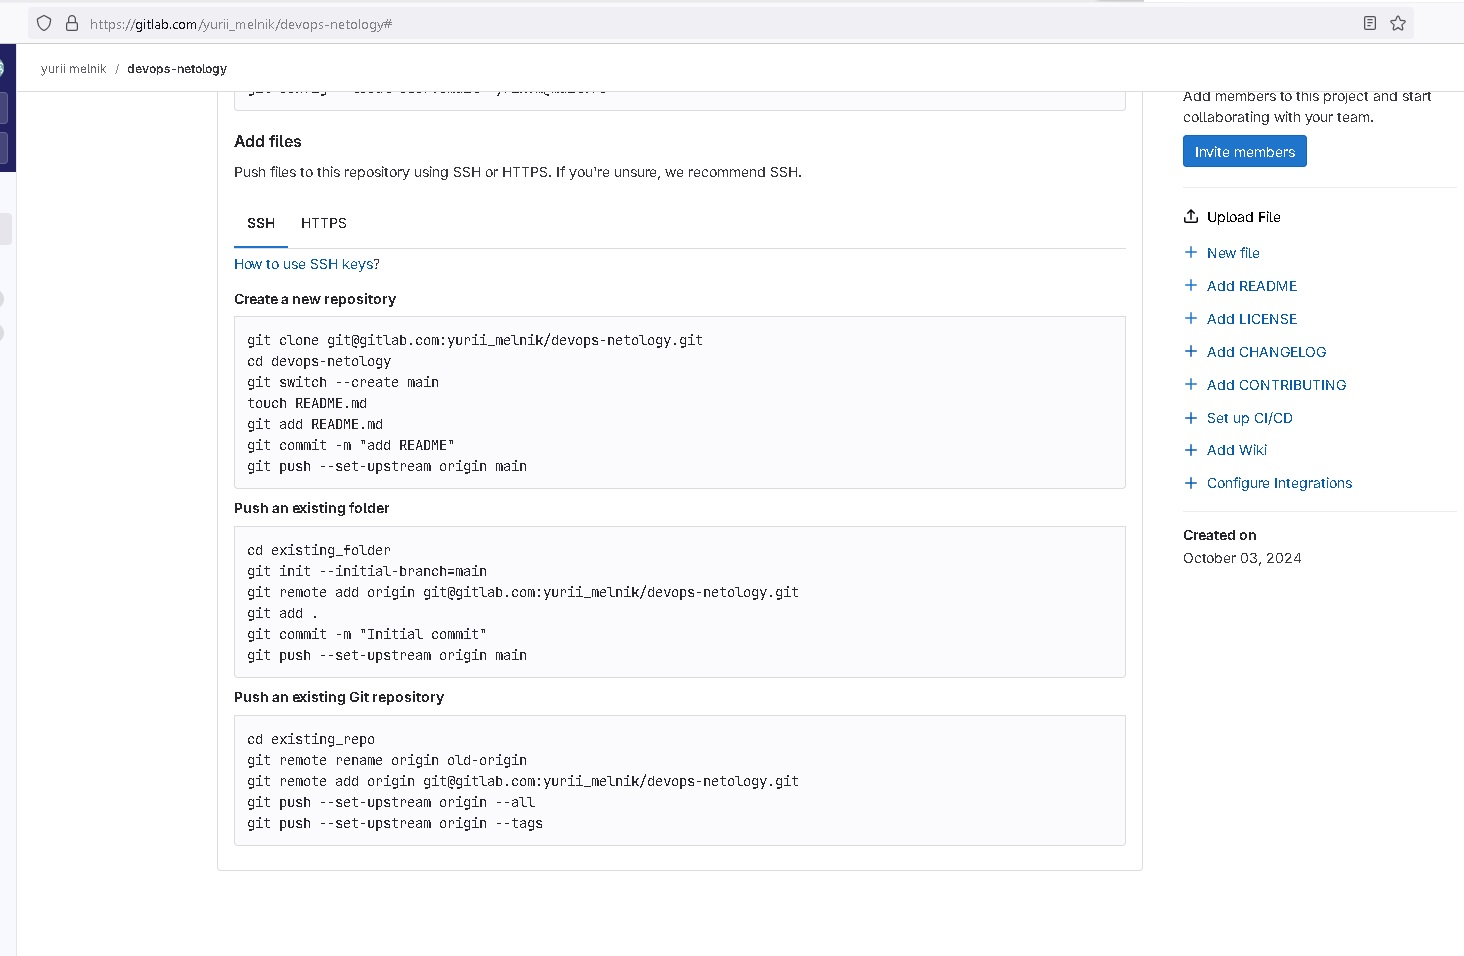 https://gitlab.com/yurii_melnik/devops-netology#
yurii melnik / devops-netology
Add files
Push files to this repository using SSH or HTTPS. If you're unsure, we recommend SSH.
SSH HTTPS
How to use SSH keys?
Create a new repository
git clone git@gitlab.com:yurii_melnik/devops-netology.git
cd devops-netology
git switch --create main
touch README.md
git add README.md
git commit -m "add README"
git push --set-upstream origin main
Push an existing folder
cd existing_folder
git init --initial-branch=main
git remote add origin git@gitlab.com:yurii_melnik/devops-netology.git
git add .
git commit -m "Initial commit"
git push --set-upstream origin main
Push an existing Git repository
cd existing_repo
git remote rename origin old-origin
git remote add origin git@gitlab.com:yurii_melnik/devops-netology.git
git push --set-upstream origin --all
git push --set-upstream origin --tags
Add members to this project and start
collaborating with your team.
Invite members
Upload File
New file
Add README
Add LICENSE
Add CHANGELOG
Add CONTRIBUTING
Set up CI/CD
Add Wiki
Configure Integrations
Created on
October 03, 2024